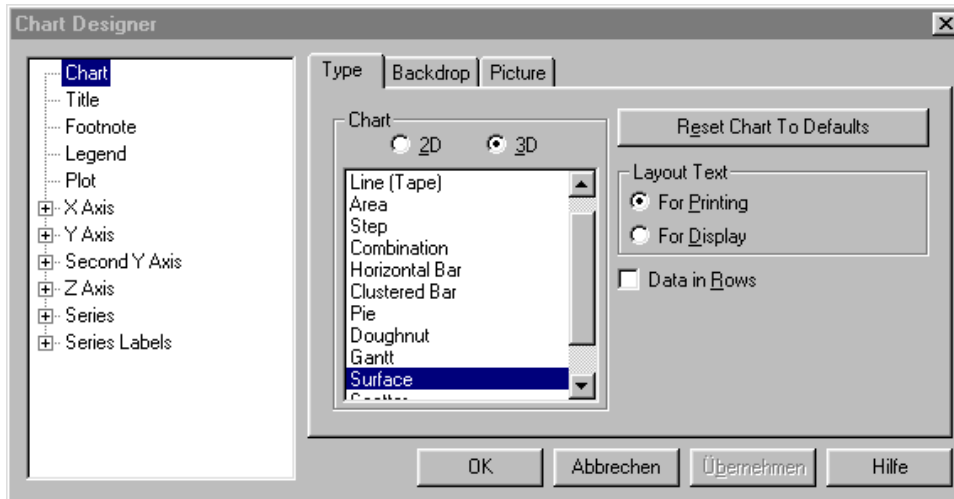 Chart Designer
Chart
Title
Footnote
Legend
Plot
X Axis
Y Axis
Second Y Axis
Z Axis
Series
Series Labels
Type Backdrop Picture
Chart
2D 3D
Line (Tape)
Area
Step
Combination
Horizontal Bar
Clustered Bar
Pie
Doughnut
Gantt
Surface
Reset Chart To Defaults
Layout Text
For Printing
For Display
Data in Rows
OK Abbrechen Übernehmen Hilfe